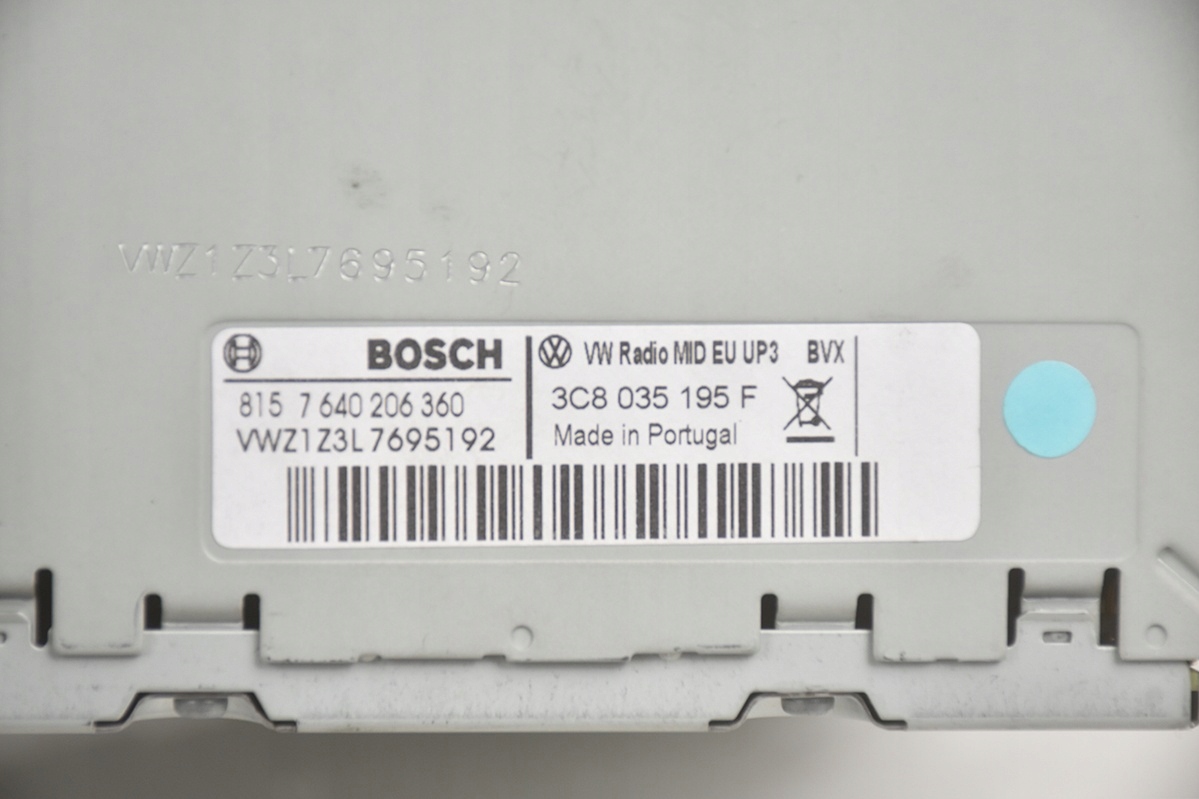 VWZ1Z3L7695192
BOSCH
815 7 640 206 360
VWZ1Z3L7695192
VW Radio MID EU UP3 BVX
3C8 035 195 F
Made in Portugal